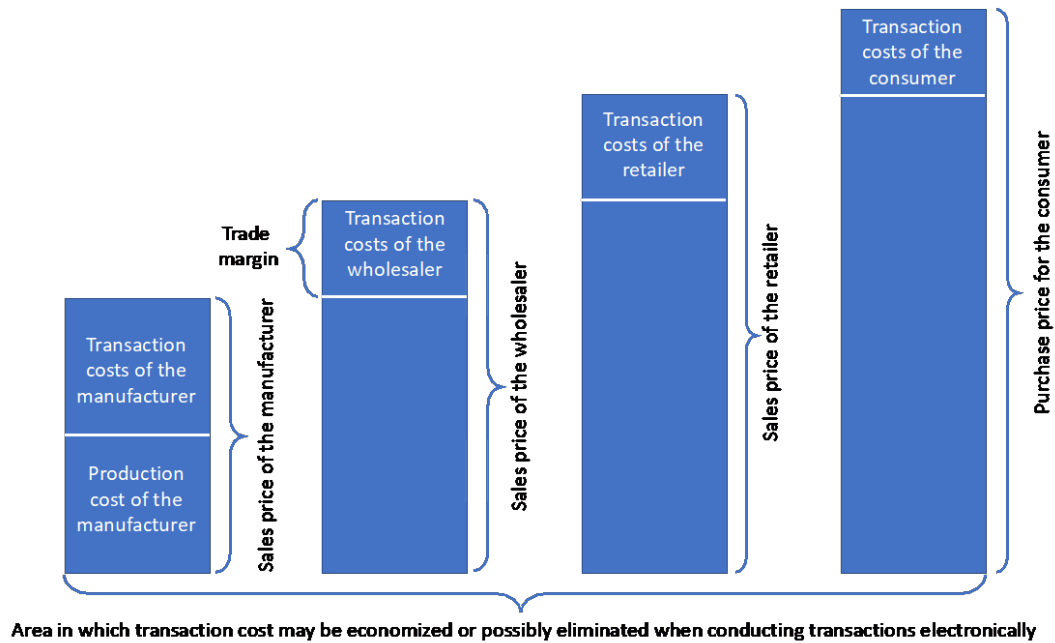 Transaction
costs of the
consumer
Transaction
costs of the
retailer
Transaction
costs of the
wholesaler
Trade
margin
Transaction
costs of the
manufacturer
Production
cost of the
manufacturer
Sales price of the manufacturer
Sales price of the wholesaler
Sales price of the retailer
Purchase price for the consumer
Area in which transaction cost may be economized or possibly eliminated when conducting transactions electronically